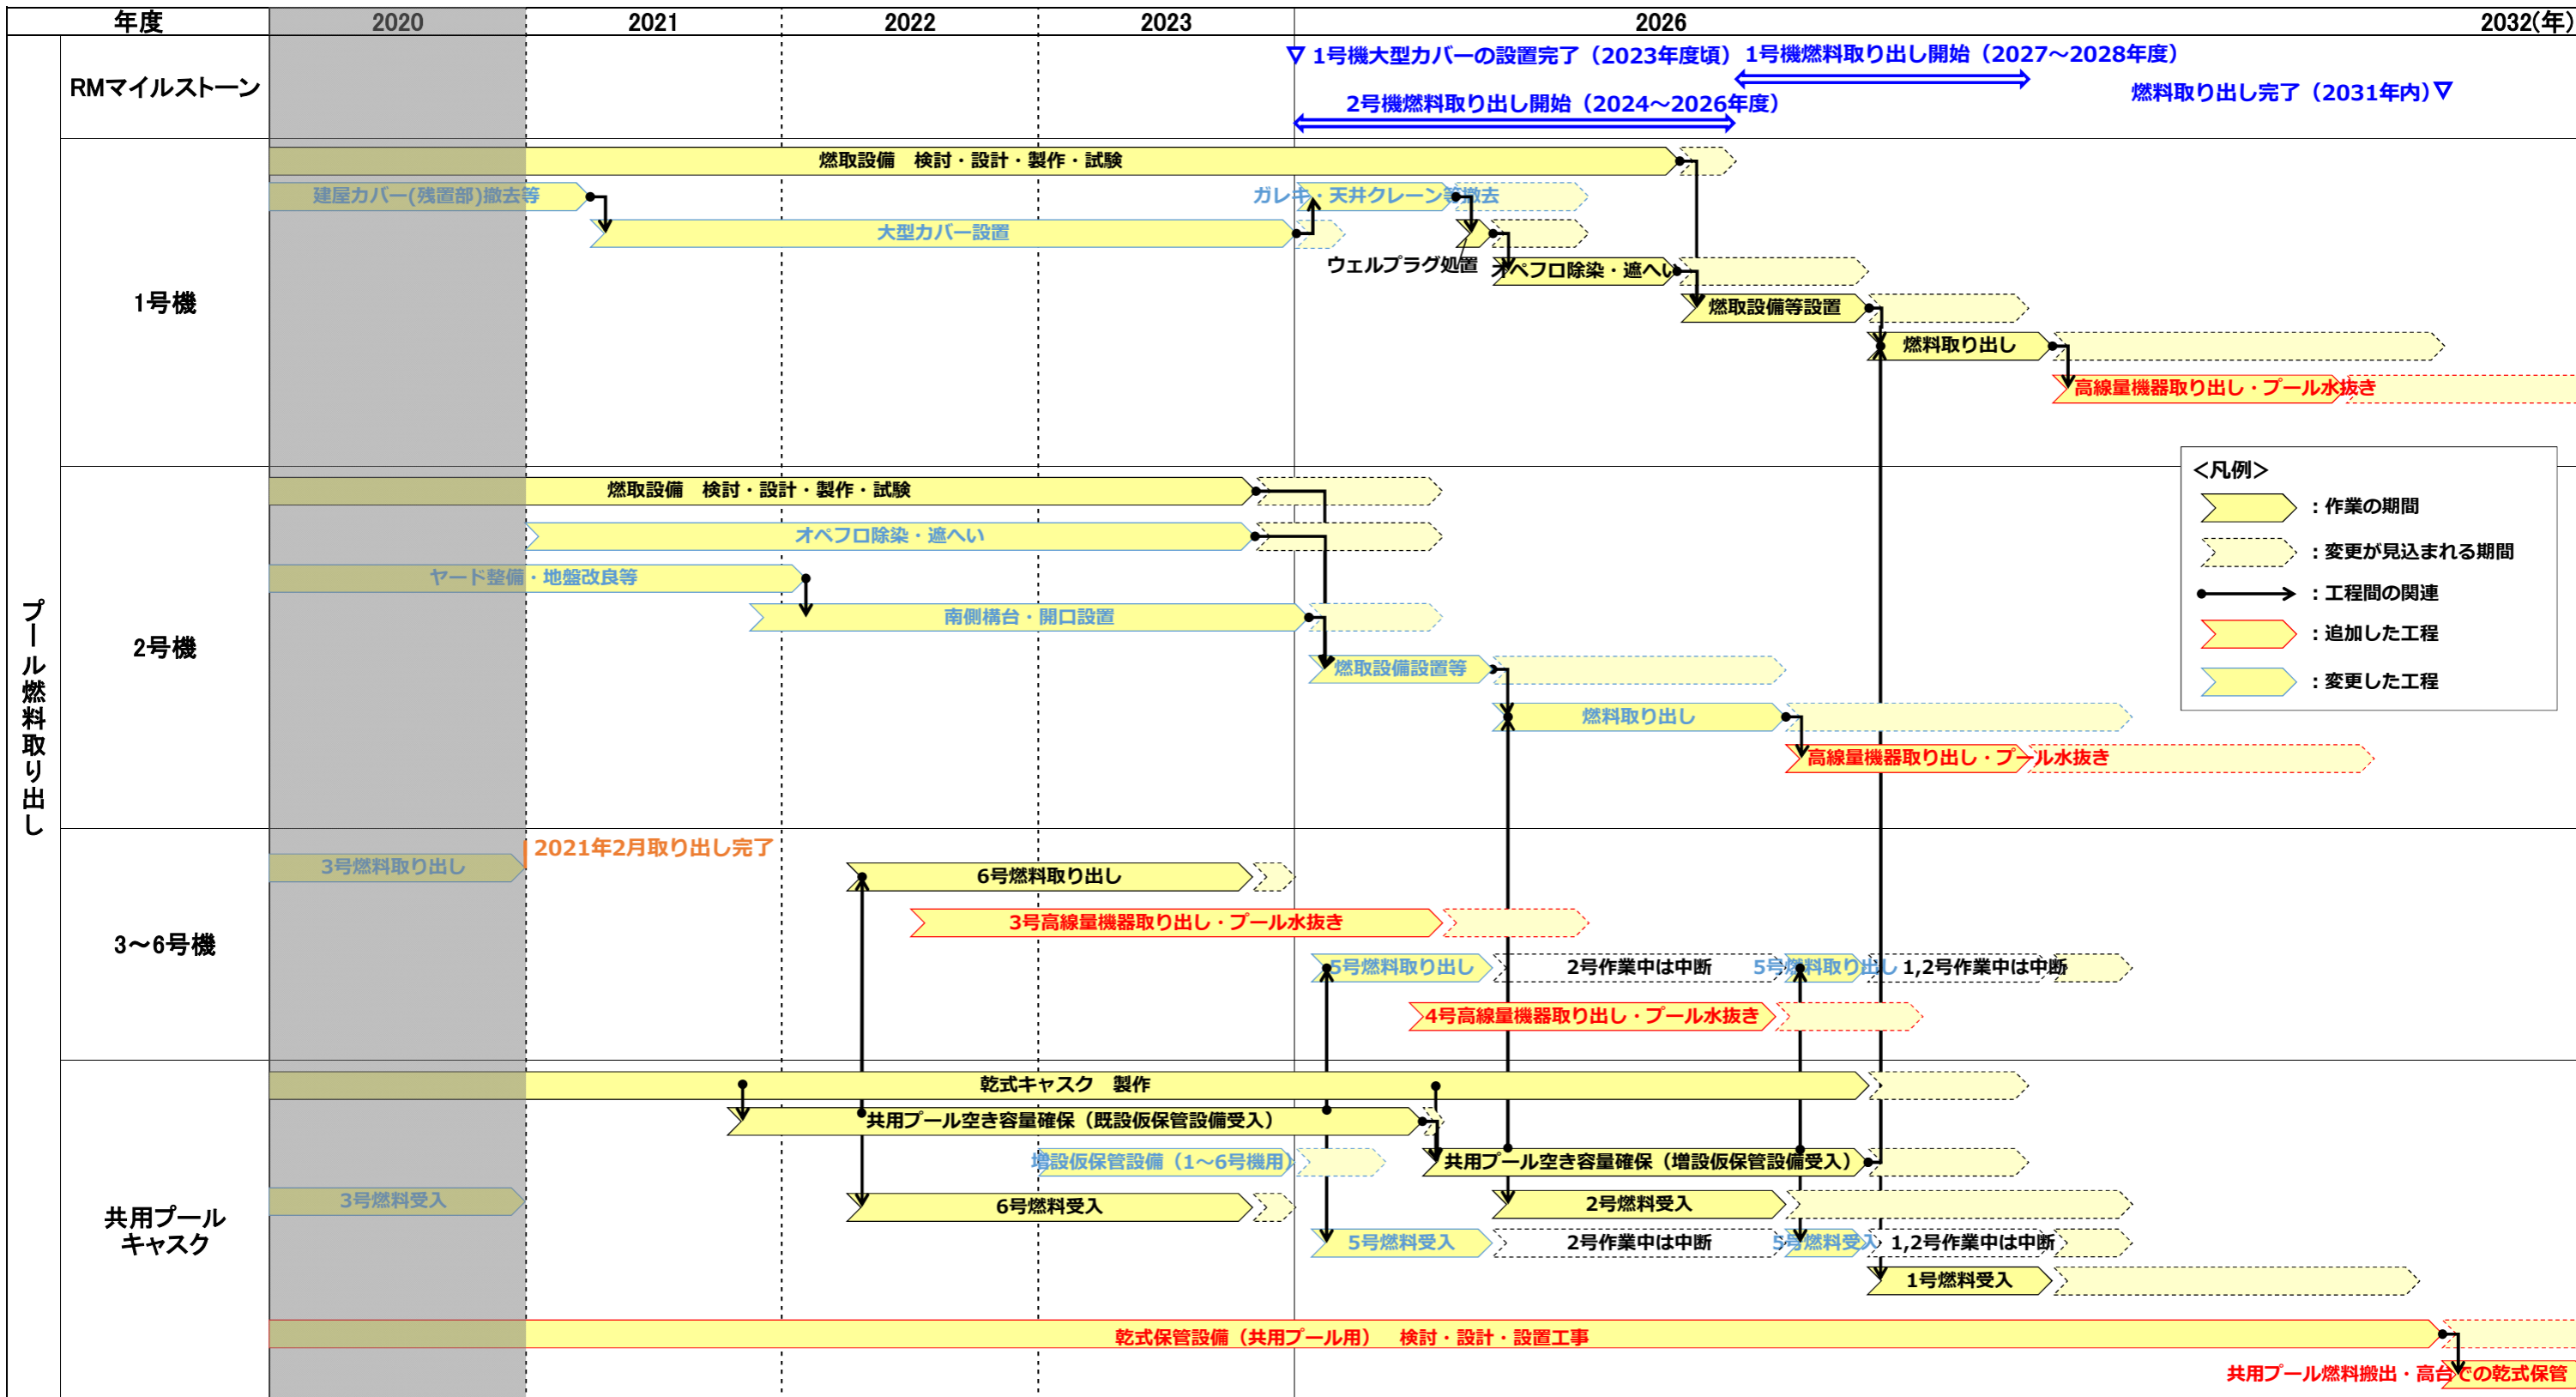 年度 2020 2021 2022 2023 2026 2032(年)
プール燃料取り出し
RMマイルストーン
1号機大型カバーの設置完了（2023年度頃）
1号機燃料取り出し開始（2027～2028年度）
2号機燃料取り出し開始（2024～2026年度）
燃料取り出し完了（2031年内）
1号機
燃取設備　検討・設計・製作・試験
建屋カバー(残置部)撤去等
ガレキ・天井クレーン等撤去
大型カバー設置
ウェルプラグ処置
オペフロ除染・遮へい
燃取設備等設置
燃料取り出し
高線量機器取り出し・プール水抜き
＜凡例＞
：作業の期間
：変更が見込まれる期間
：工程間の関連
：追加した工程
：変更した工程
2号機
燃取設備　検討・設計・製作・試験
オペフロ除染・遮へい
ヤード整備・地盤改良等
南側構台・開口設置
燃取設備設置等
燃料取り出し
高線量機器取り出し・プール水抜き
3～6号機
2021年2月取り出し完了
3号燃料取り出し
6号燃料取り出し
3号高線量機器取り出し・プール水抜き
5号燃料取り出し 2号作業中は中断 5号燃料取り出し 1,2号作業中は中断
4号高線量機器取り出し・プール水抜き
共用プール
キャスク
乾式キャスク　製作
共用プール空き容量確保（既設仮保管設備受入）
増設仮保管設備（1～6号機用）
共用プール空き容量確保（増設仮保管設備受入）
3号燃料受入
6号燃料受入
2号燃料受入
5号燃料受入 2号作業中は中断 5号燃料受入 1,2号作業中は中断
1号燃料受入
乾式保管設備（共用プール用）　検討・設計・設置工事
共用プール燃料搬出・高台での乾式保管